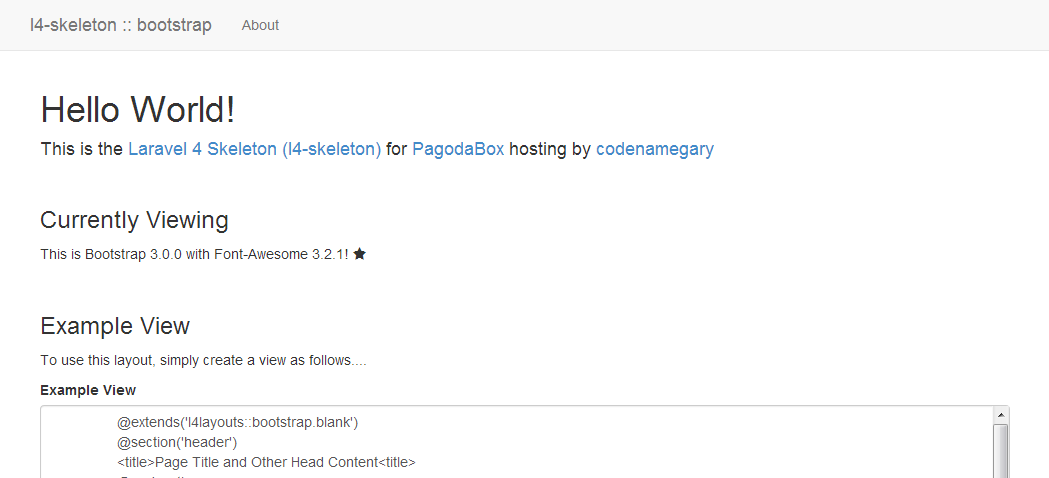 l4-skeleton :: bootstrap About
Hello World!
This is the Laravel 4 Skeleton (l4-skeleton) for PagodaBox hosting by codenamegary
Currently Viewing
This is Bootstrap 3.0.0 with Font-Awesome 3.2.1!
Example View
To use this layout, simply create a view as follows....
Example View
@extends('l4layouts::bootstrap.blank')
@section('header')
<title>Page Title and Other Head Content<title>